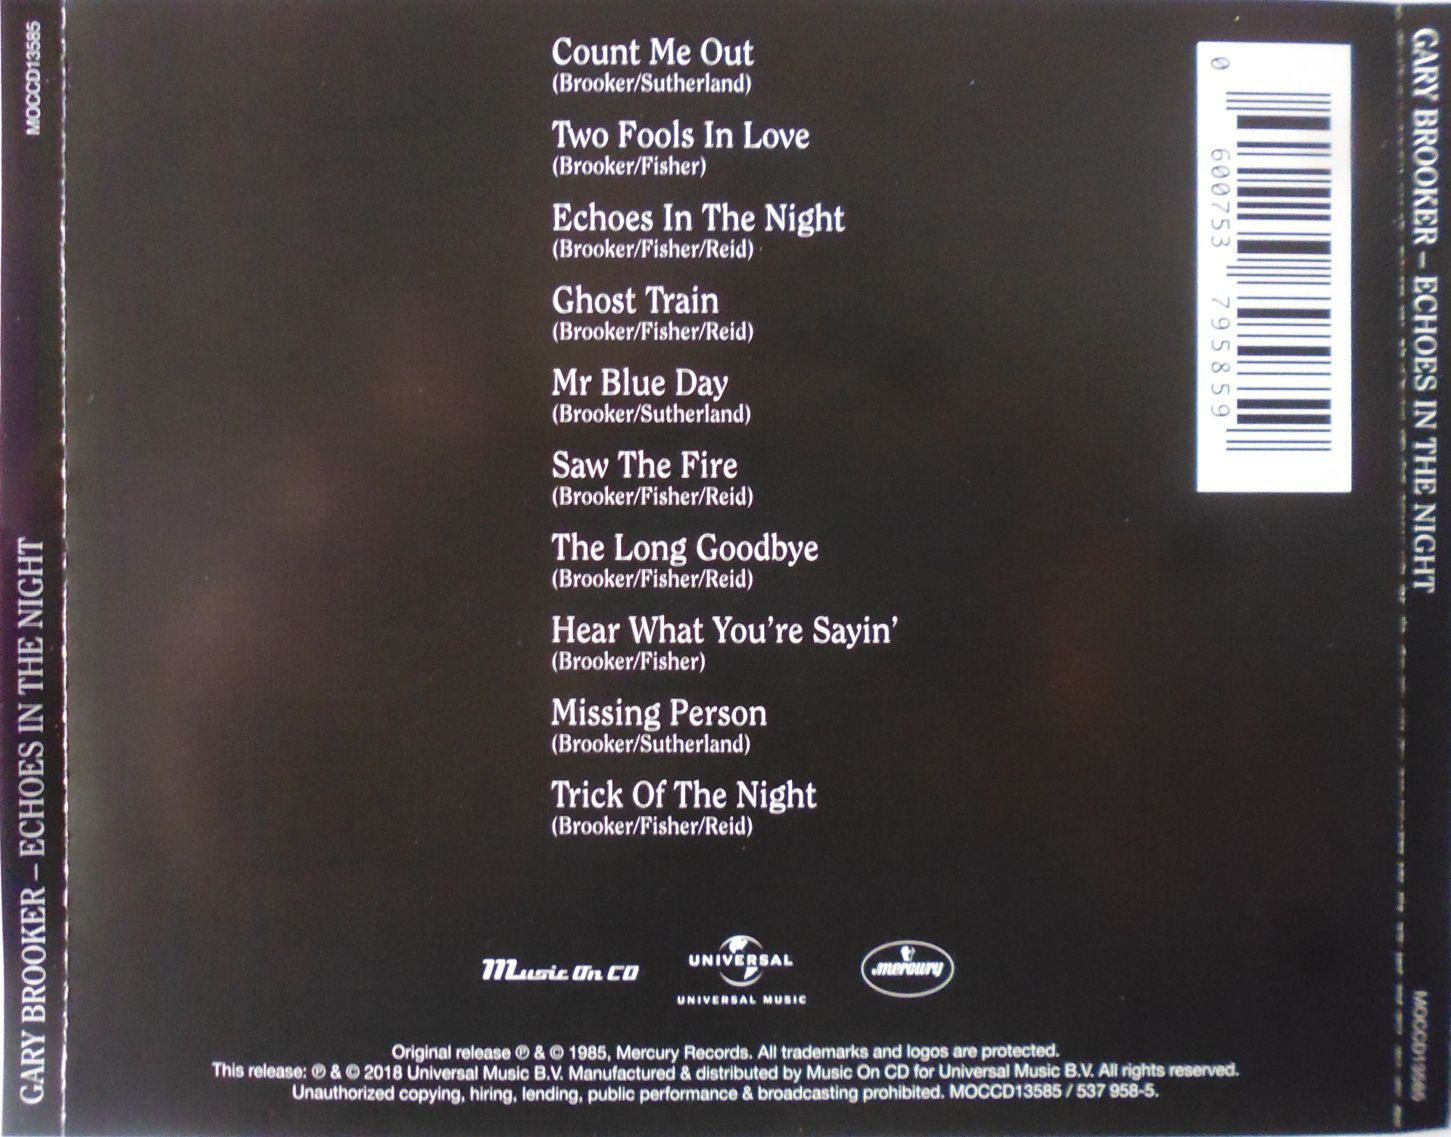 MOCCD13585
GARY BROOKER – ECHOES IN THE NIGHT
Count Me Out
(Brooker/Sutherland)
Two Fools In Love
(Brooker/Fisher)
Echoes In The Night
(Brooker/Fisher/Reid)
Ghost Train
(Brooker/Fisher/Reid)
Mr Blue Day
(Brooker/Sutherland)
Saw The Fire
(Brooker/Fisher/Reid)
The Long Goodbye
(Brooker/Fisher/Reid)
Hear What You're Sayin'
(Brooker/Fisher)
Missing Person
(Brooker/Sutherland)
Trick Of The Night
(Brooker/Fisher/Reid)
0 600753 795859
GARY BROOKER – ECHOES IN THE NIGHT
MOCCD13585
Music On CD
UNIVERSAL
UNIVERSAL MUSIC
mercury
Original release ℗ & © 1985, Mercury Records. All trademarks and logos are protected.
This release: ℗ & © 2018 Universal Music B.V. Manufactured & distributed by Music On CD for Universal Music B.V. All rights reserved.
Unauthorized copying, hiring, lending, public performance & broadcasting prohibited. MOCCD13585 / 537 958-5.